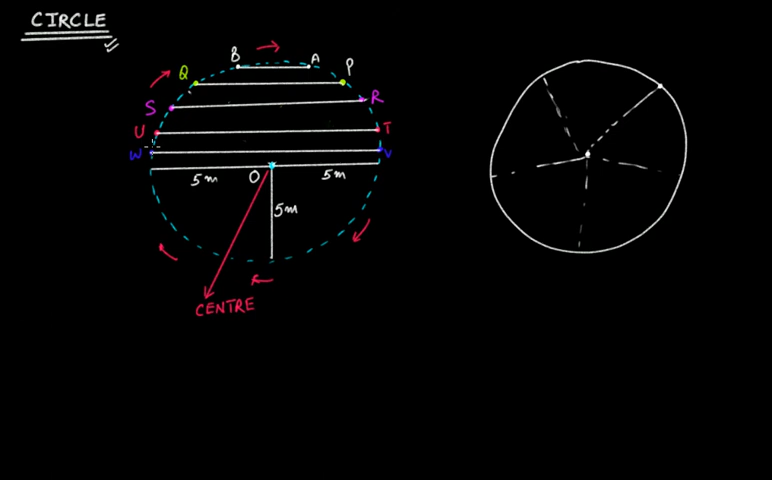 CIRCLE
B A
Q P
S R
U T
W V
5m O 5m
5m
CENTRE